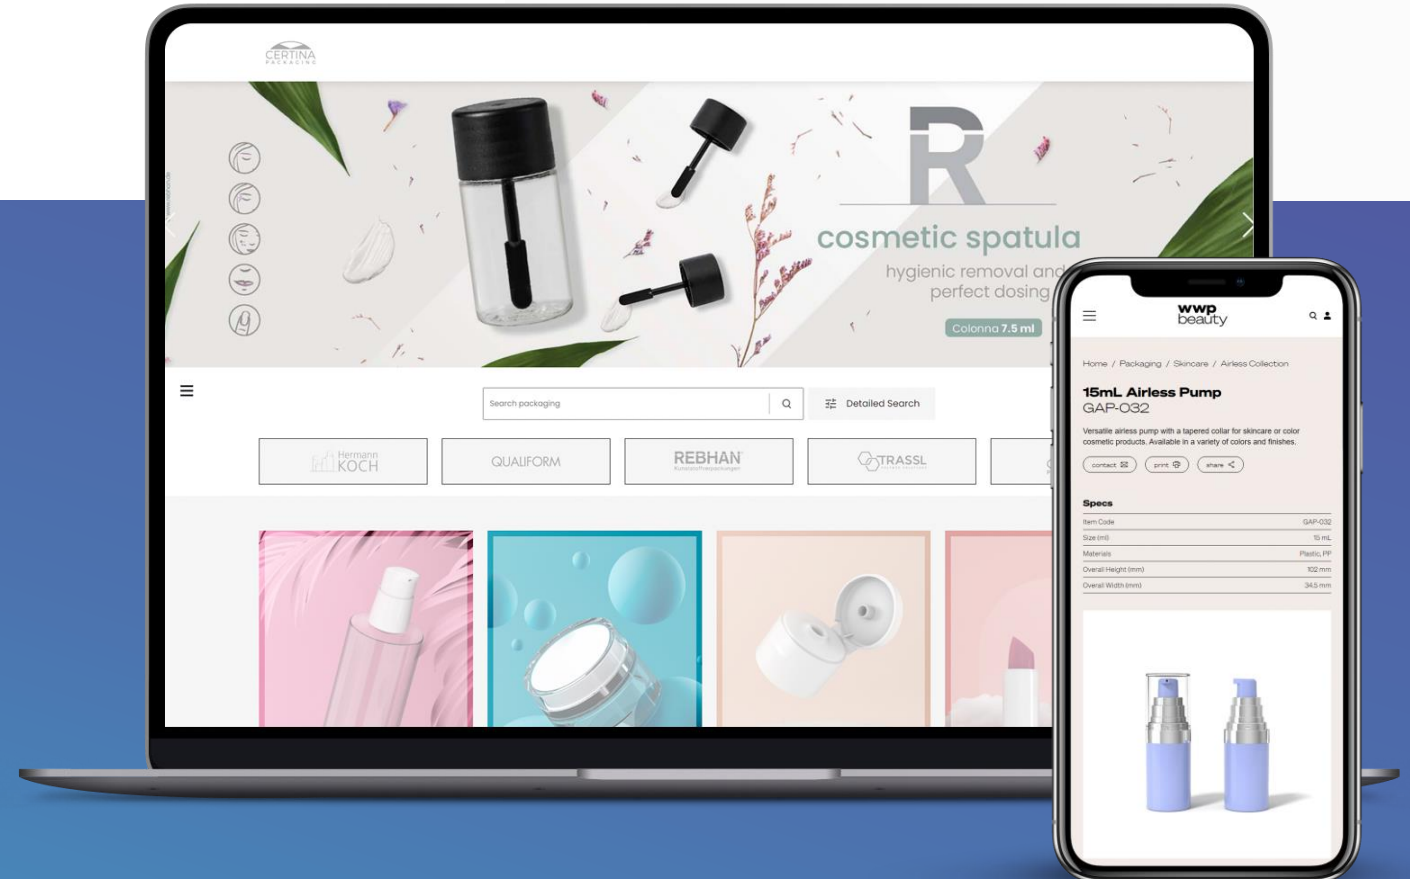 CERTINA
PACKAGING
R
cosmetic spatula
hygienic removal and
perfect dosing
Colonna 7.5 ml
Search packaging
Detailed Search
Hermann
KOCH
QUALIFORM
REBHAN
Kunststoffverpackungen
TRASSL
wwp
beauty
Home / Packaging / Skincare / Airless Collection
15mL Airless Pump
GAP-032
Versatile airless pump with a tapered collar for skincare or color
cosmetic products. Available in a variety of colors and finishes.
contact
print
share
Specs
Item Code GAP-032
Size (ml) 15 mL
Materials Plastic, PP
Overall Height (mm) 102 mm
Overall Width (mm) 34.5 mm